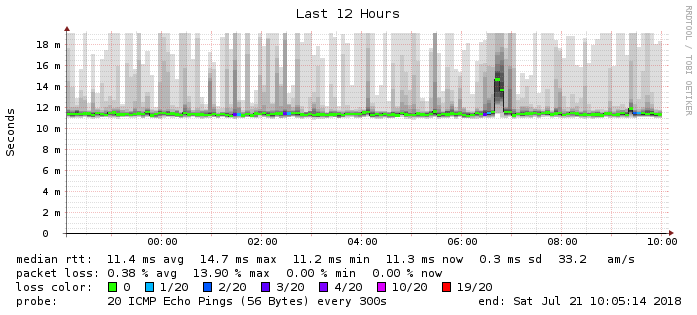 Last 12 Hours
RRDTOOL / TOBI OETIKER
Seconds
18 m
16 m
14 m
12 m
10 m
8 m
6 m
4 m
2 m
0
00:00 02:00 04:00 06:00 08:00 10:00
median rtt: 11.4 ms avg 14.7 ms max 11.2 ms min 11.3 ms now 0.3 ms sd 33.2 am/s
packet loss: 0.38 % avg 13.90 % max 0.00 % min 0.00 % now
loss color: 0 1/20 2/20 3/20 4/20 10/20 19/20
probe: 20 ICMP Echo Pings (56 Bytes) every 300s end: Sat Jul 21 10:05:14 2018